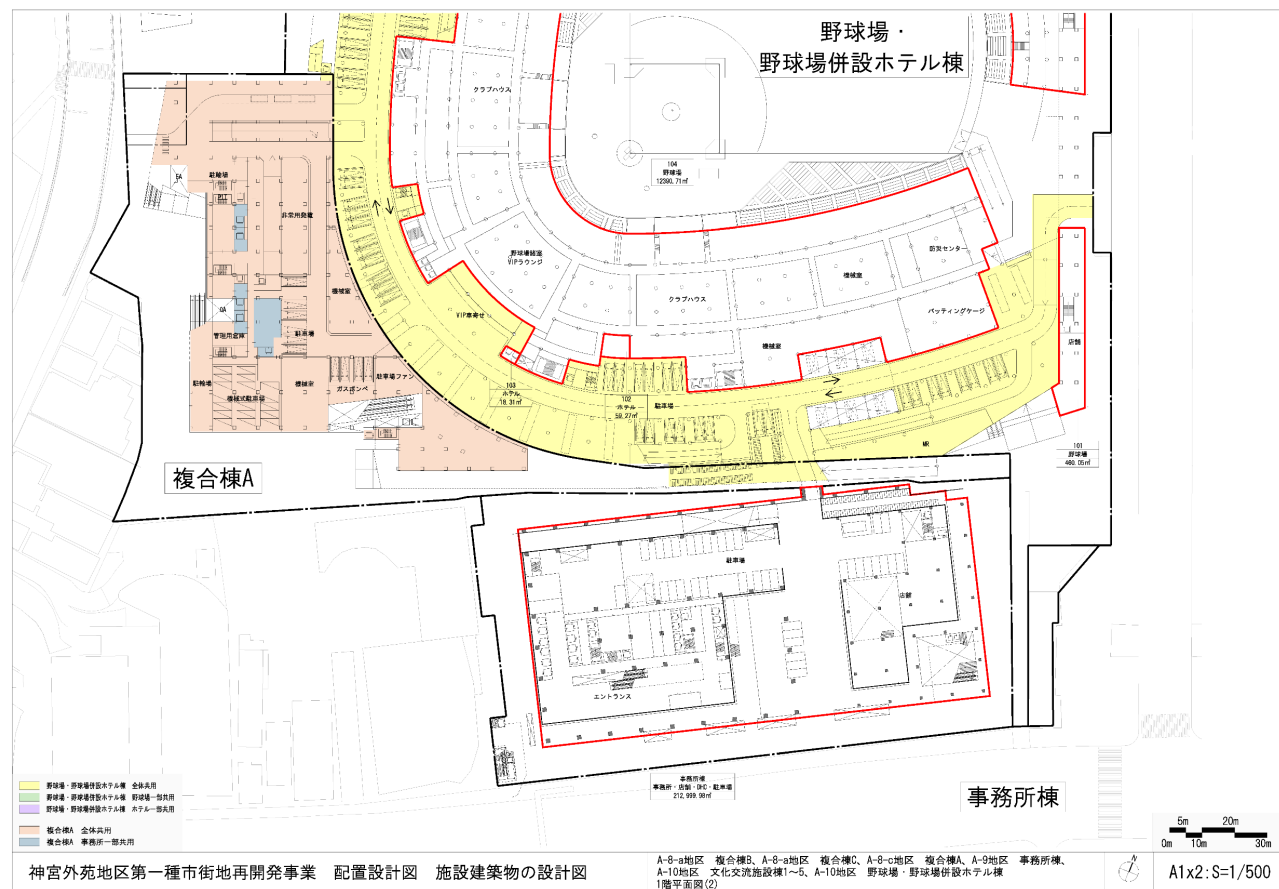 野球場・
野球場併設ホテル棟
クラブハウス
104
野球場
12390.71㎡
EA
駐輪場
非常用発電
野球場諸室
VIPラウンジ
防災センター
機械室
機械室
クラブハウス
OA
VIP車寄せ
バッティングケージ
管理用倉庫
駐車場
機械室
店舗
駐輪場
機械室
駐車場ファン
ガスボンベ
機械式駐車場
103
ホテル
18.31㎡
102
ホテル
59.27㎡
駐車場
101
野球場
460.05㎡
複合棟A
駐車場
店舗
エントランス
事務所棟
事務所・店舗・DHC・駐車場
212,999.98㎡
事務所棟
野球場・野球場併設ホテル棟 全体共用
野球場・野球場併設ホテル棟 野球場一部共用
野球場・野球場併設ホテル棟 ホテル一部共用
複合棟A 全体共用
複合棟A 事務所一部共用
5m 20m
0m 10m 30m
神宮外苑地区第一種市街地再開発事業 配置設計図 施設建築物の設計図
A-8-a地区 複合棟B、A-8-a地区 複合棟C、A-8-c地区 複合棟A、A-9地区 事務所棟、
A-10地区 文化交流施設棟1~5、A-10地区 野球場・野球場併設ホテル棟
1階平面図(2)
N
A1x2:S=1/500